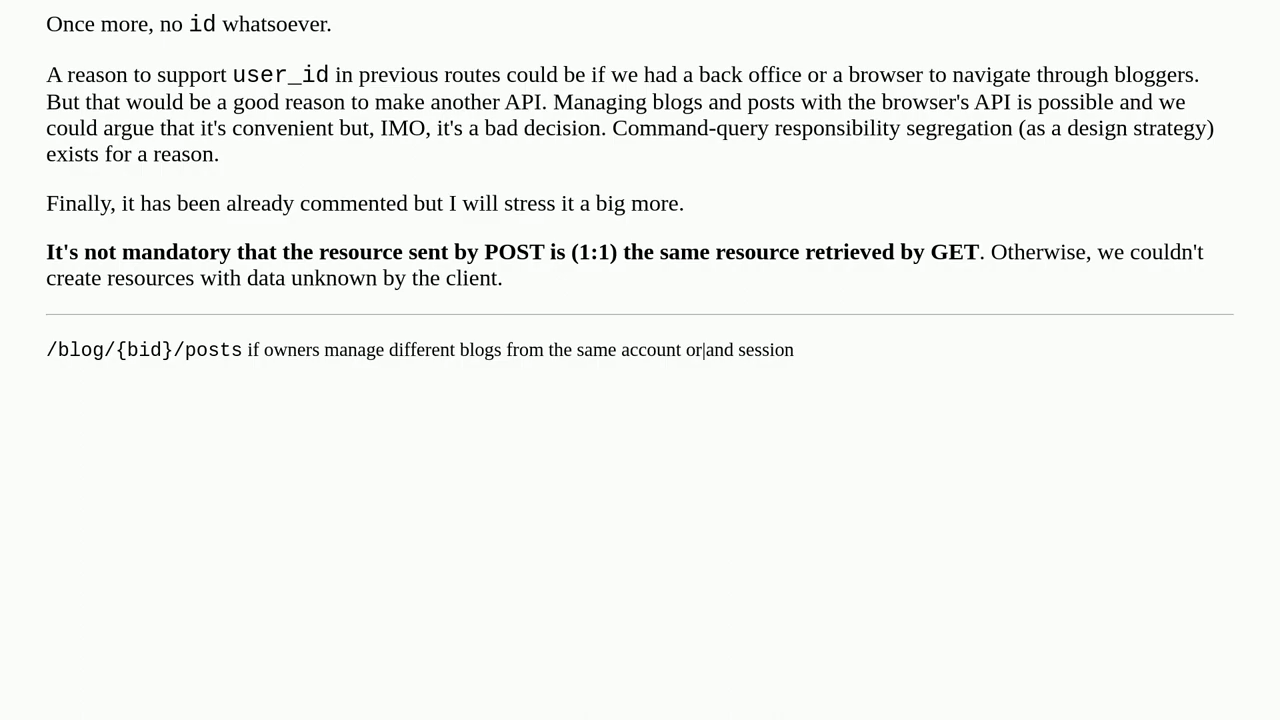 Once more, no id whatsoever.
A reason to support user_id in previous routes could be if we had a back office or a browser to navigate through bloggers.
But that would be a good reason to make another API. Managing blogs and posts with the browser's API is possible and we
could argue that it's convenient but, IMO, it's a bad decision. Command-query responsibility segregation (as a design strategy)
exists for a reason.
Finally, it has been already commented but I will stress it a big more.
It's not mandatory that the resource sent by POST is (1:1) the same resource retrieved by GET. Otherwise, we couldn't
create resources with data unknown by the client.
/blog/{bid}/posts if owners manage different blogs from the same account or|and session